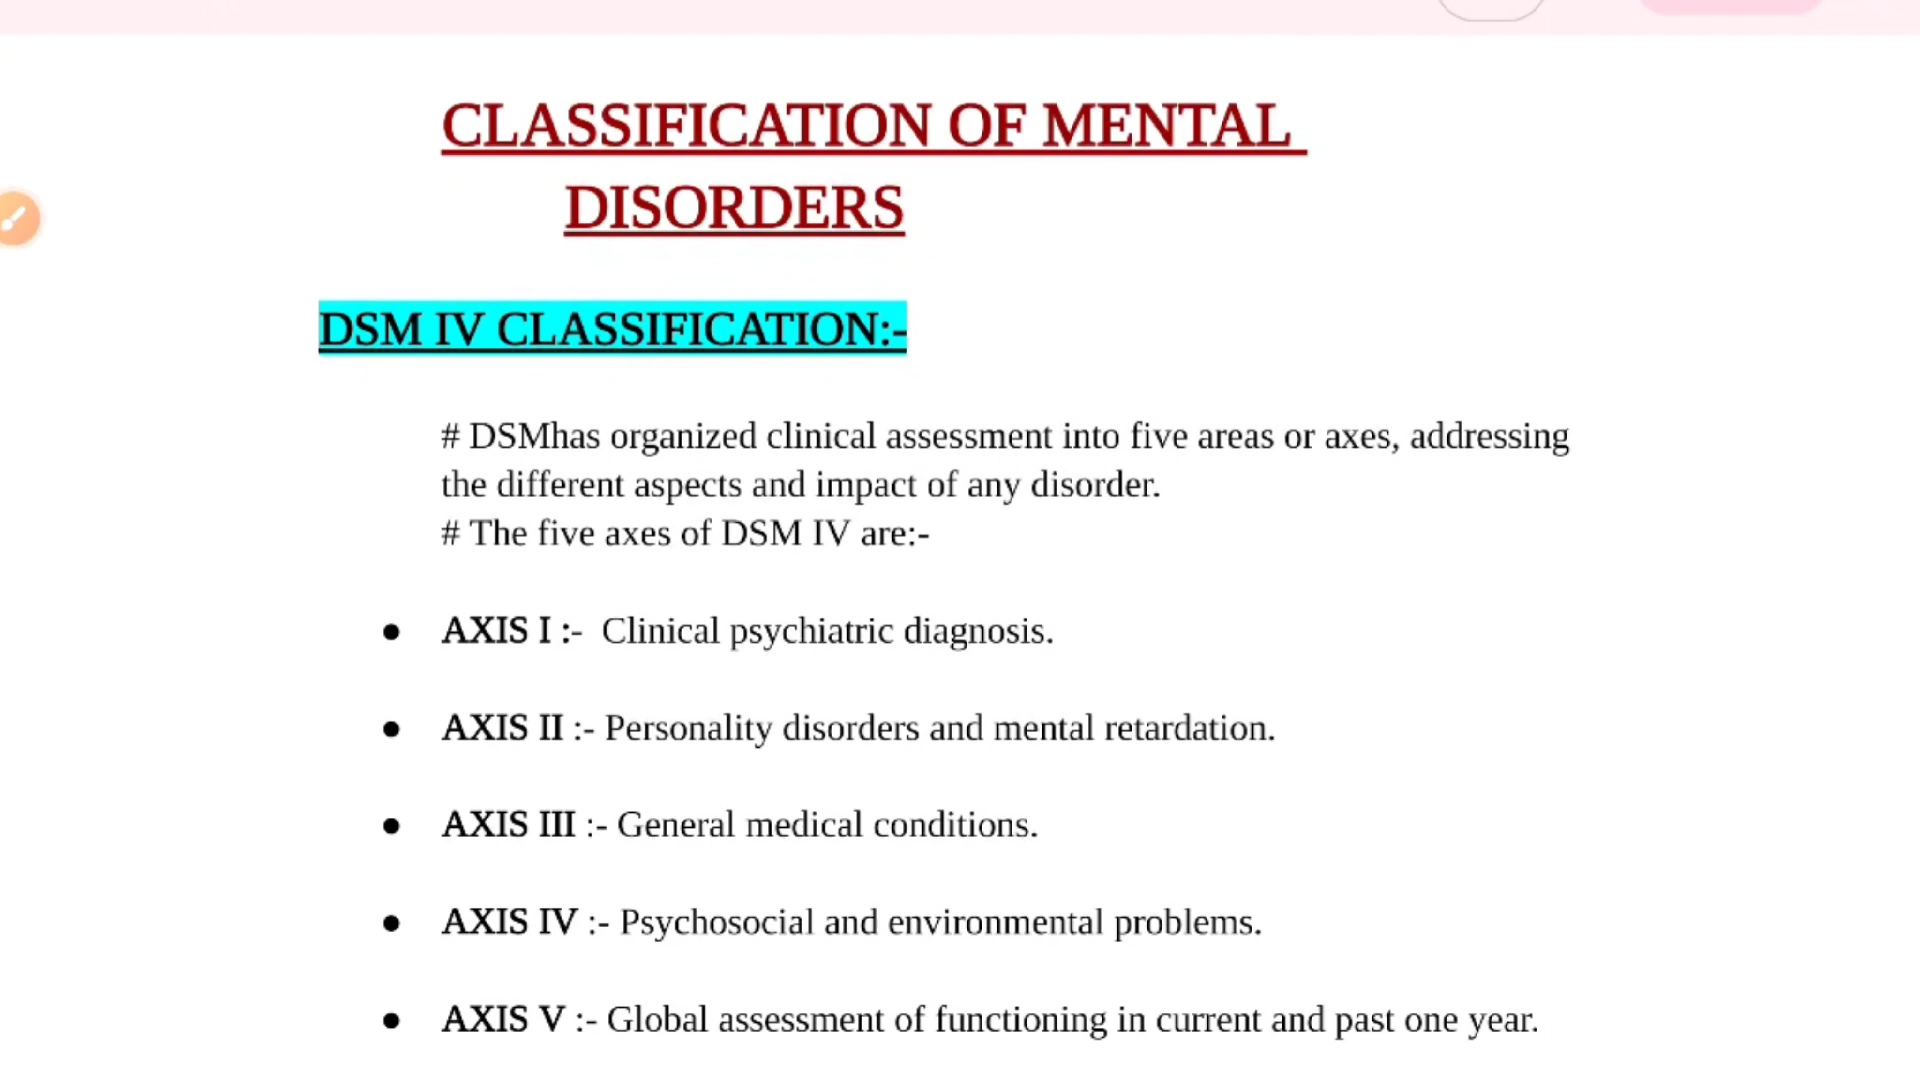 CLASSIFICATION OF MENTAL
DISORDERS
DSM IV CLASSIFICATION:-
# DSMhas organized clinical assessment into five areas or axes, addressing
the different aspects and impact of any disorder.
# The five axes of DSM IV are:-
● AXIS I :- Clinical psychiatric diagnosis.
● AXIS II :- Personality disorders and mental retardation.
● AXIS III :- General medical conditions.
● AXIS IV :- Psychosocial and environmental problems.
● AXIS V :- Global assessment of functioning in current and past one year.